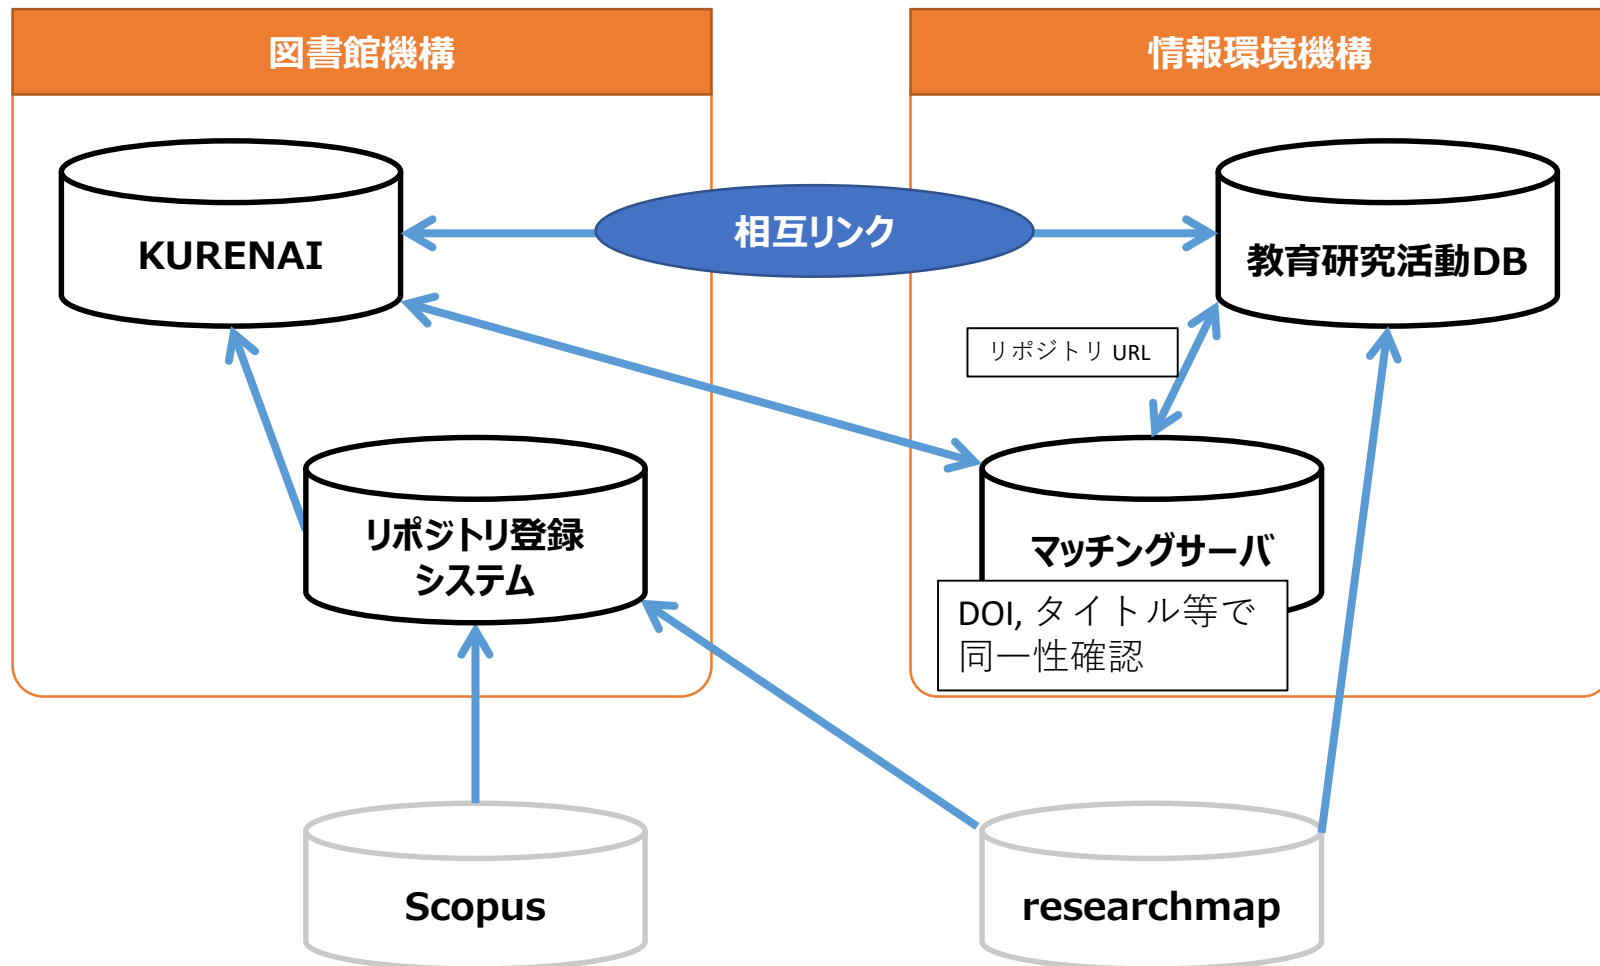 図書館機構
情報環境機構
KURENAI
相互リンク
教育研究活動DB
リポジトリ URL
リポジトリ登録
システム
マッチングサーバ
DOI, タイトル等で
同一性確認
Scopus
researchmap